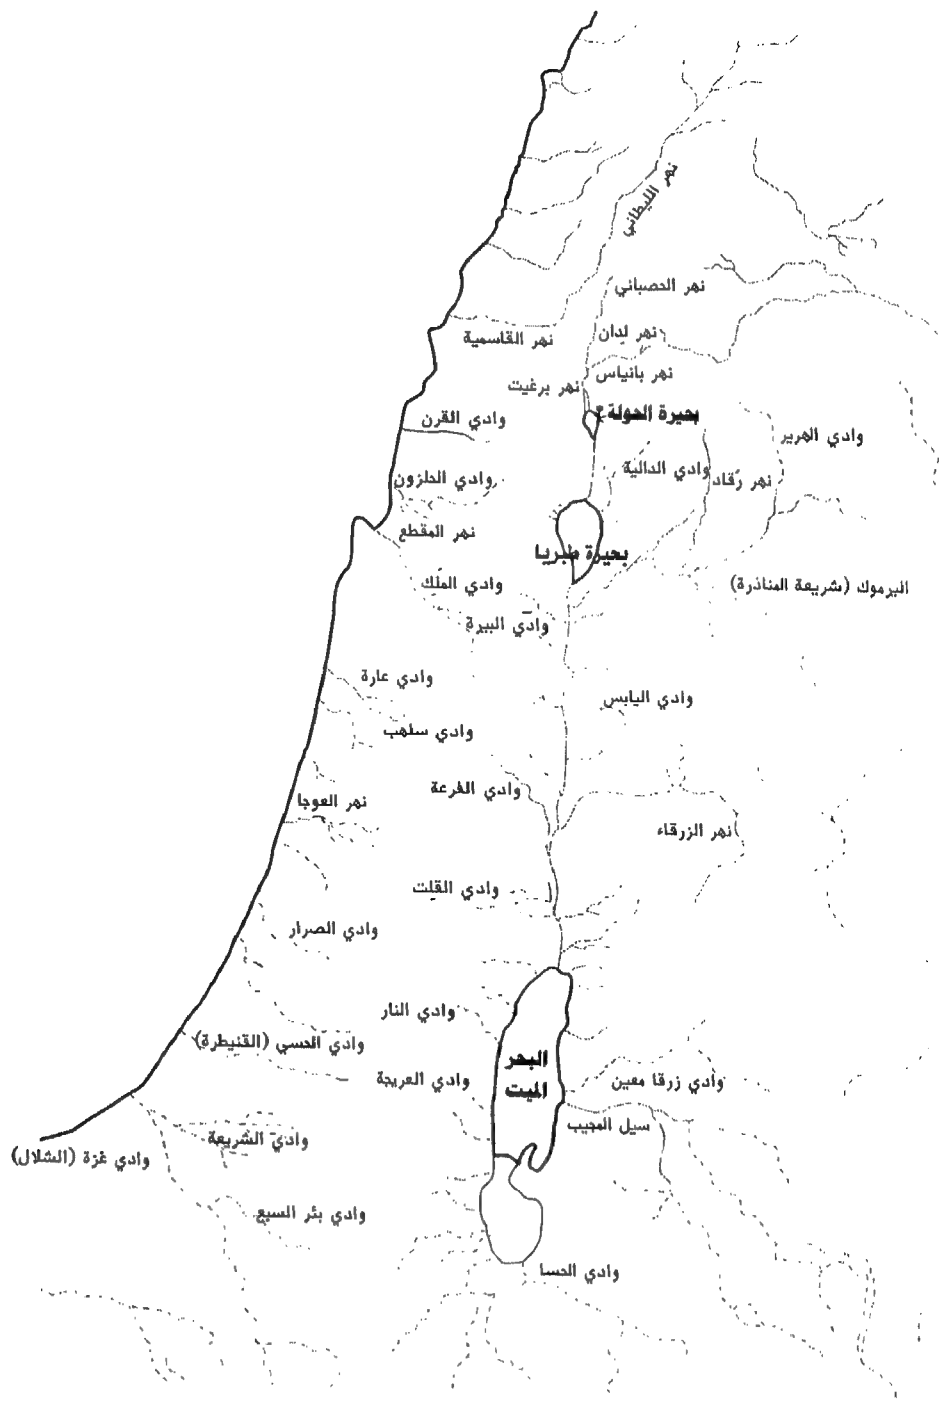 نهر الليطاني
نهر الحصباني
نهر لدان
نهر القاسمية
نهر بانياس
نهر برغيت
بحيرة الحولة
وادي القرن
وادي الهرير
وادي الدالية
نهر رقاد
وادي الحلزون
نهر المقطع
بحيرة طبريا
وادي الملك
اليرموك (شريعة المناذرة)
وادي البيرة
وادي عارة
وادي اليابس
وادي سلهب
وادي الفرعة
نهر العوجا
نهر الزرقاء
وادي القلت
وادي الصرار
وادي النار
وادي الحسي (القنيطرة)
البحر
الميت
وادي العريجة
وادي زرقا معين
سيل الموجيب
وادي الشريعة
وادي غزة (الشلال)
وادي بئر السبع
وادي الحسا